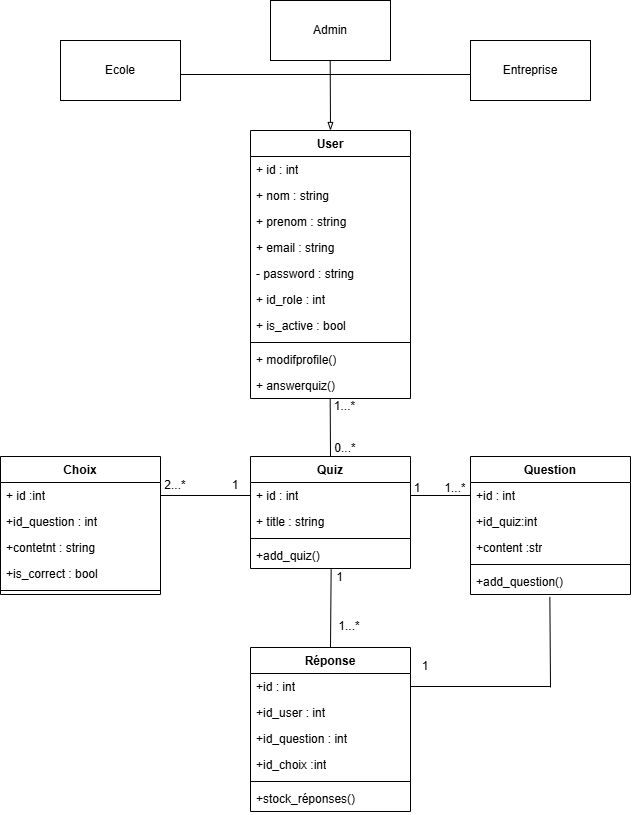 Admin
Ecole
Entreprise
User
+ id : int
+ nom : string
+ prenom : string
+ email : string
- password : string
+ id_role : int
+ is_active : bool
+ modifprofile()
+ answerquiz()
1...*
0...*
Choix
+ id :int
+id_question : int
+contetnt : string
+is_correct : bool
2...*
1
Quiz
+ id : int
+ title : string
+add_quiz()
1
1...*
Question
+id : int
+id_quiz:int
+content :str
+add_question()
1
1...*
Réponse
+id : int
+id_user : int
+id_question : int
+id_choix :int
+stock_réponses()
1